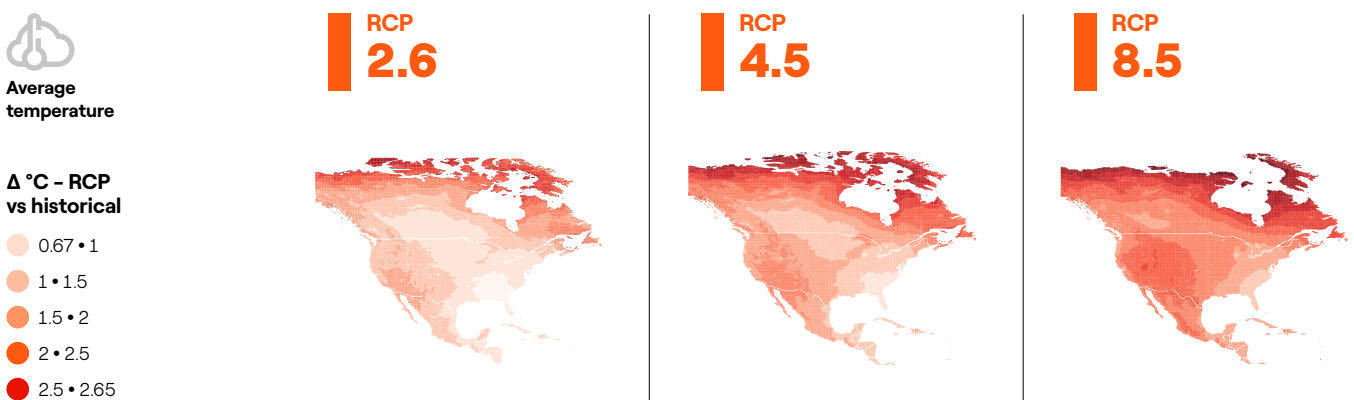 Average
temperature
Δ °C – RCP
vs historical
0.67 • 1
1 • 1.5
1.5 • 2
2 • 2.5
2.5 • 2.65
RCP
2.6
RCP
4.5
RCP
8.5